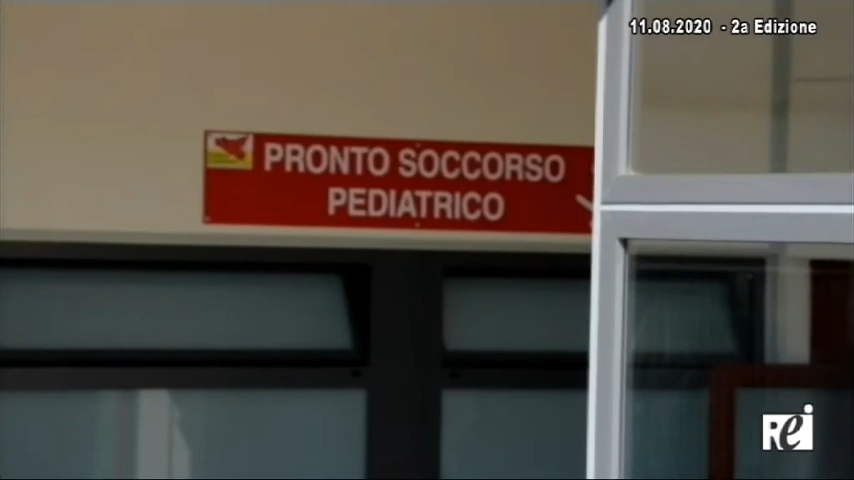 11.08.2020 - 2a Edizione
PRONTO SOCCORSO
PEDIATRICO
Rei